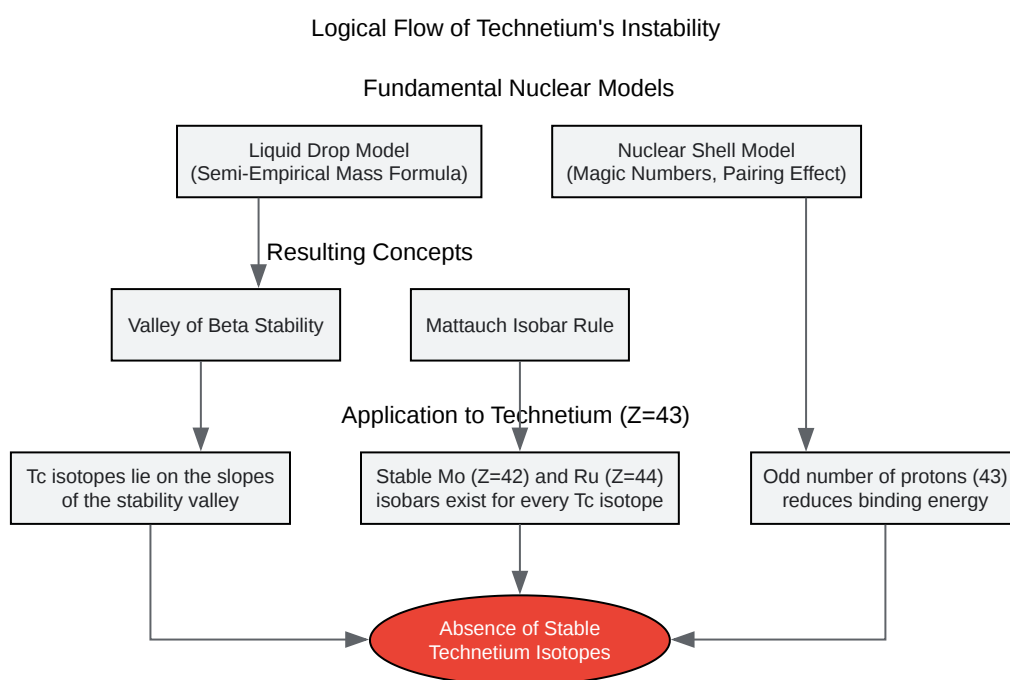 Logical Flow of Technetium's Instability
Fundamental Nuclear Models
Liquid Drop Model
(Semi-Empirical Mass Formula)
Nuclear Shell Model
(Magic Numbers, Pairing Effect)
Resulting Concepts
Valley of Beta Stability
Mattauch Isobar Rule
Application to Technetium (Z=43)
Tc isotopes lie on the slopes
of the stability valley
Stable Mo (Z=42) and Ru (Z=44)
isobars exist for every Tc isotope
Odd number of protons (43)
reduces binding energy
Absence of Stable
Technetium Isotopes